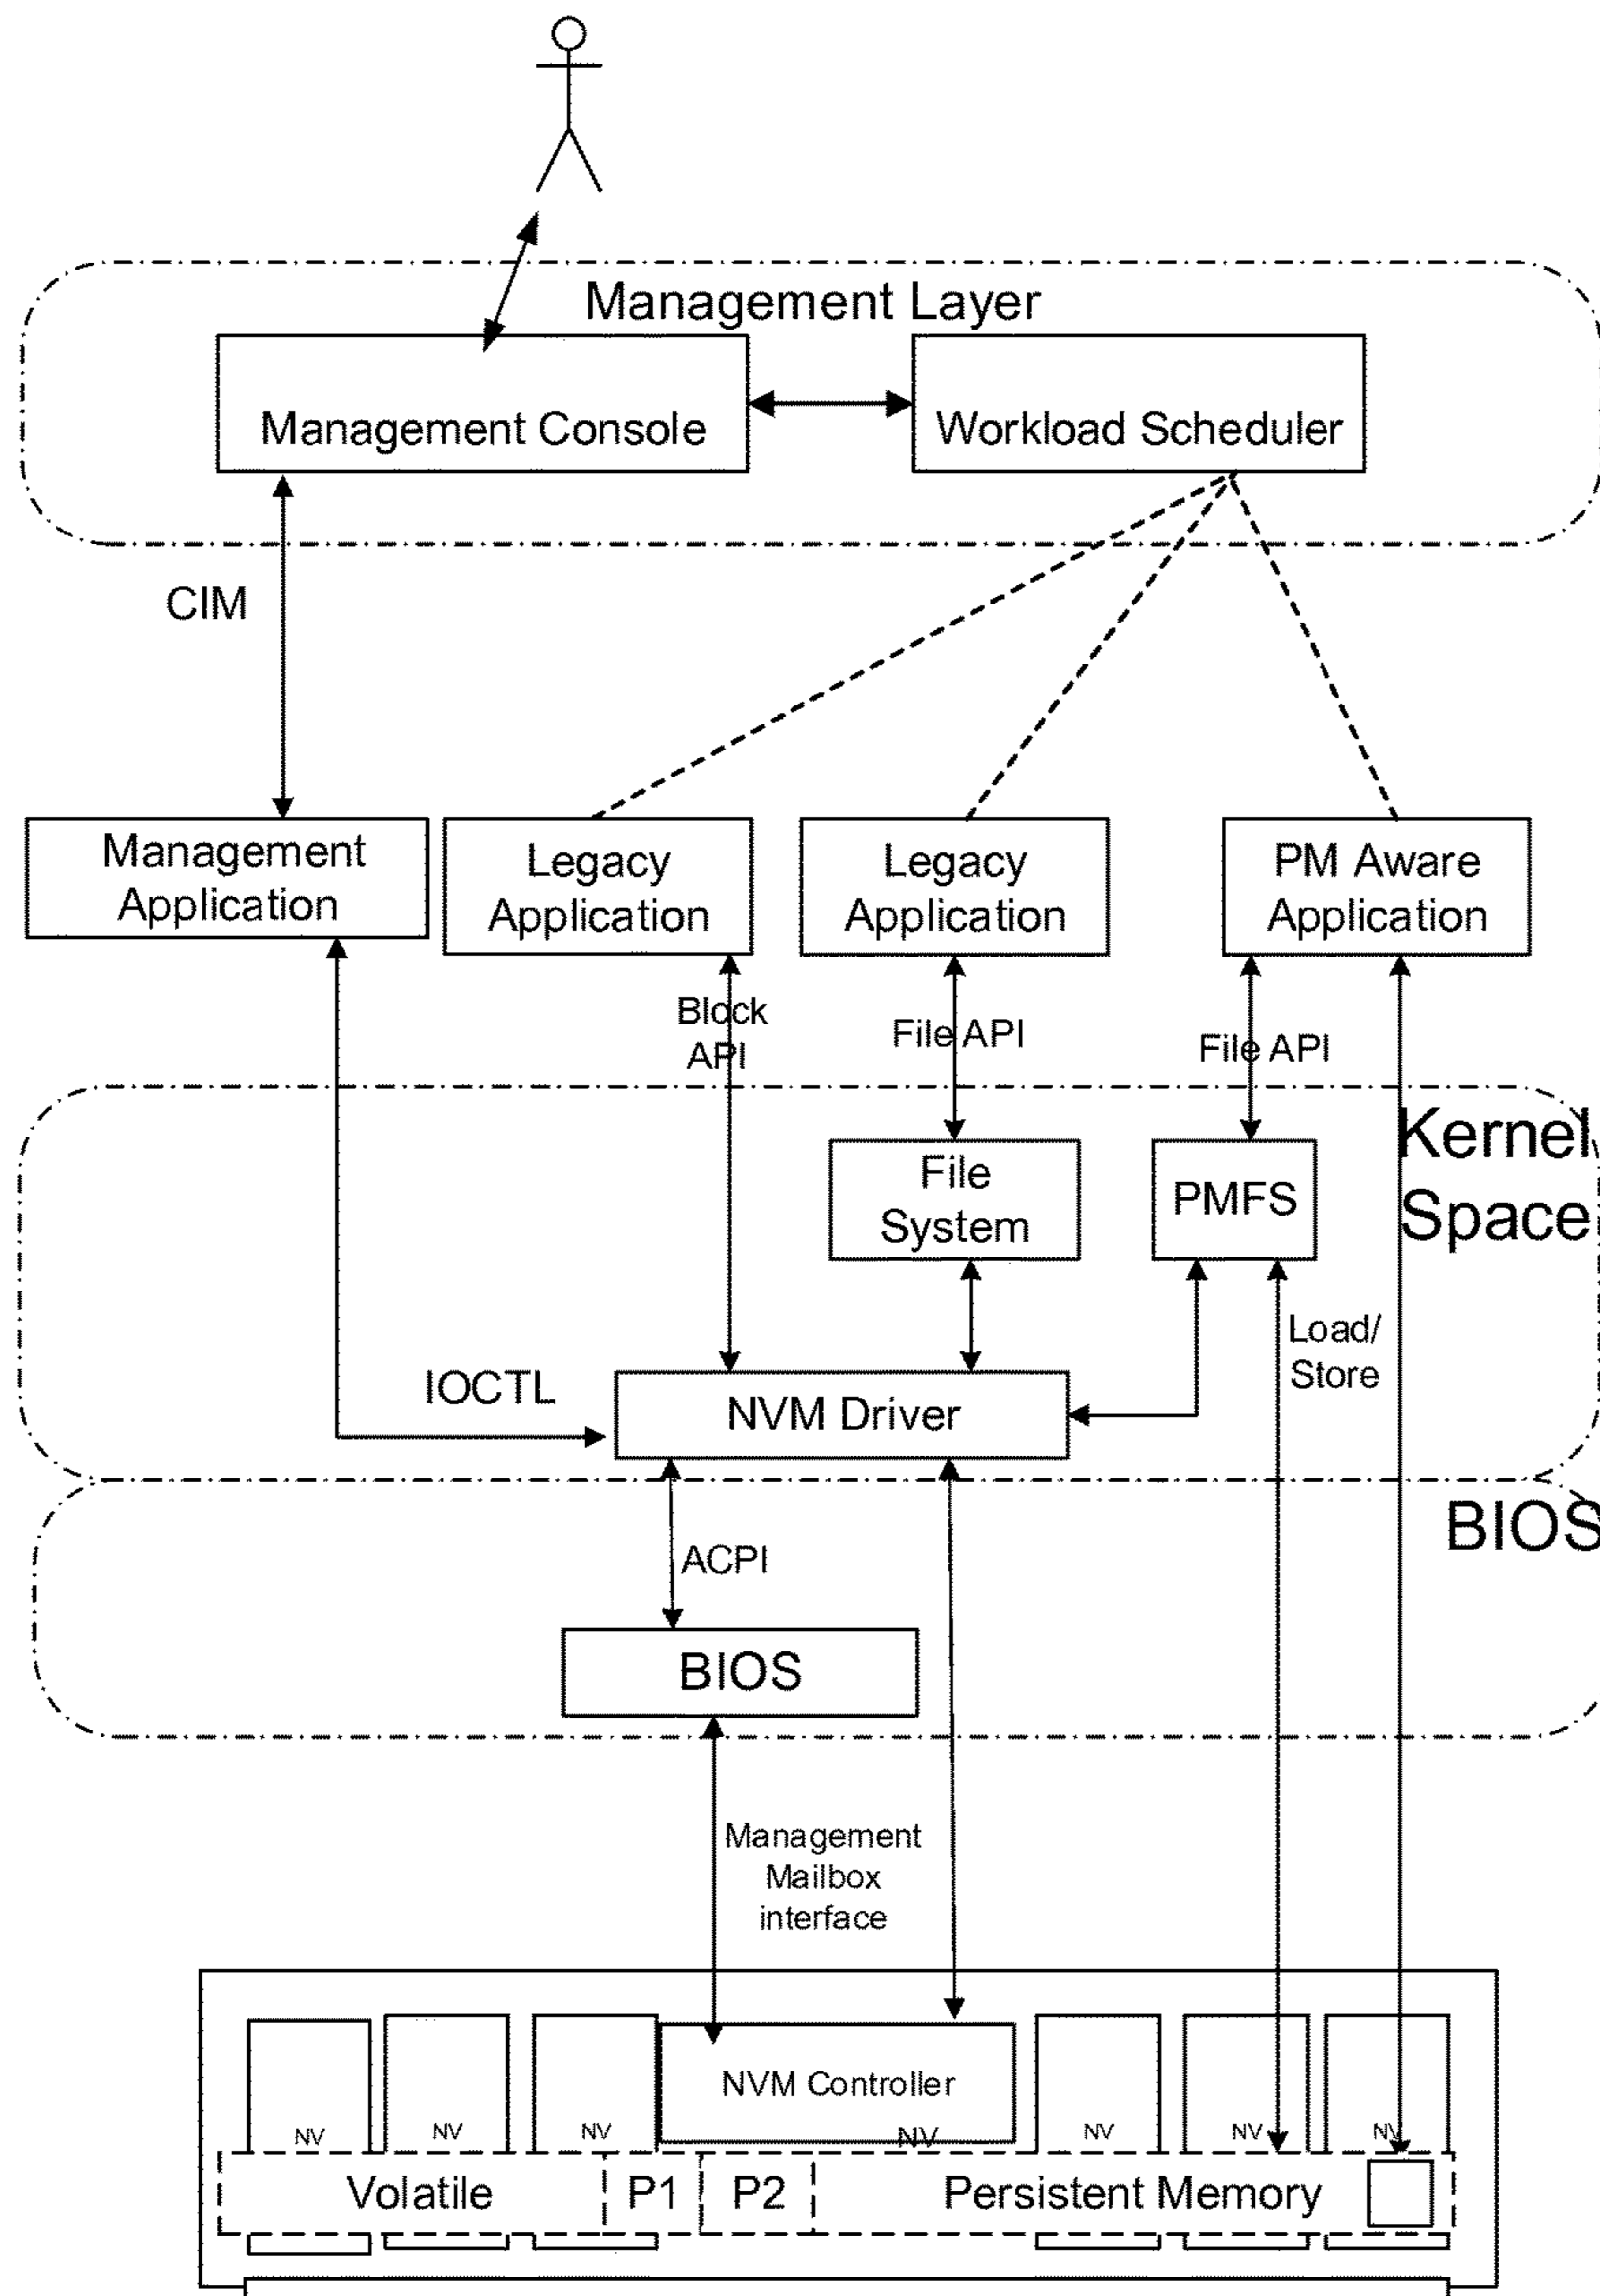 Management Layer
Management Console
Workload Scheduler
CIM
Management
Application
Legacy
Application
Legacy
Application
PM Aware
Application
Block
API
File API
File API
Kernel
Space
File
System
PMFS
Load/
Store
IOCTL
NVM Driver
BIOS
ACPI
BIOS
Management
Mailbox
interface
NVM Controller
NV
NV
NV
NV
NV
NV
NV
Volatile
P1
P2
Persistent Memory